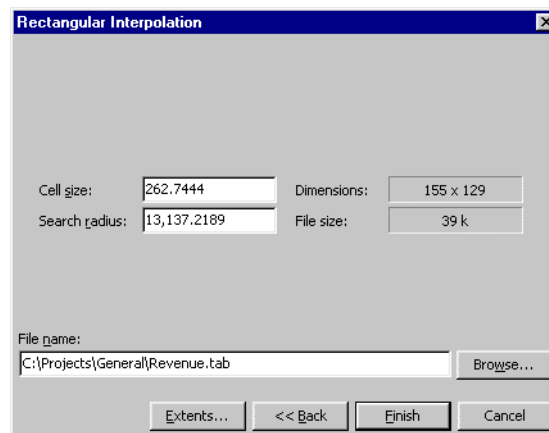 Rectangular Interpolation
Cell size: 262.7444 Dimensions: 155 x 129
Search radius: 13,137.2189 File size: 39 k
File name:
C:\Projects\General\Revenue.tab Browse...
Extents... << Back Finish Cancel